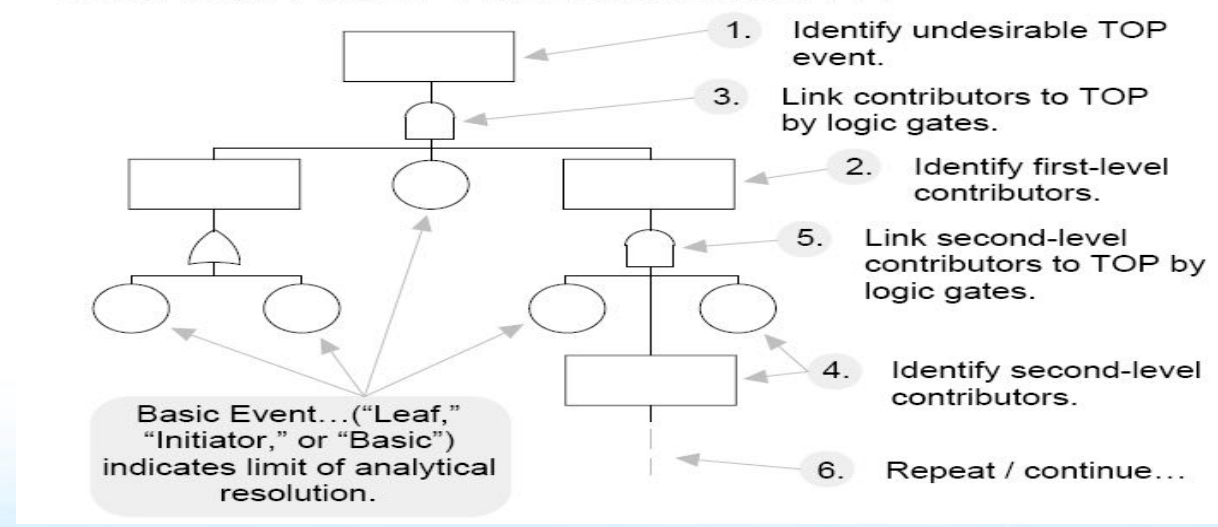 1. Identify undesirable TOP
event.
3. Link contributors to TOP
by logic gates.
2. Identify first-level
contributors.
5. Link second-level
contributors to TOP by
logic gates.
4. Identify second-level
contributors.
Basic Event…(“Leaf,”
“Initiator,” or “Basic”)
indicates limit of analytical
resolution.
6. Repeat / continue…